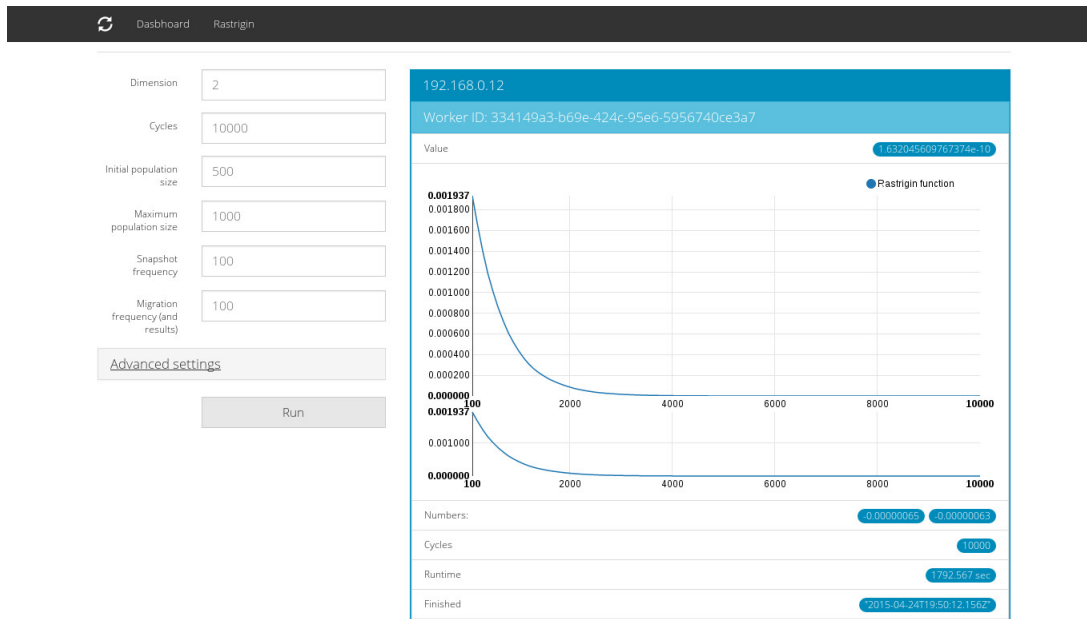 Dasbhoard Rastrigin
Dimension 2
Cycles 10000
Initial population
size
500
Maximum
population size
1000
Snapshot
frequency
100
Migration
frequency (and
results)
100
Advanced settings
Run
192.168.0.12
Worker ID: 334149a3-b69e-424c-95e6-5956740ce3a7
Value 1.632045609767374e-10
Rastrigin function
0.001937
0.001800
0.001600
0.001400
0.001200
0.001000
0.000800
0.000600
0.000400
0.000200
0.000000
100 2000 4000 6000 8000 10000
0.001937
0.001000
0.000000
100 2000 4000 6000 8000 10000
Numbers: -0.00000065 -0.00000063
Cycles 10000
Runtime 1792.567 sec
Finished "2015-04-24T19:50:12.156Z"